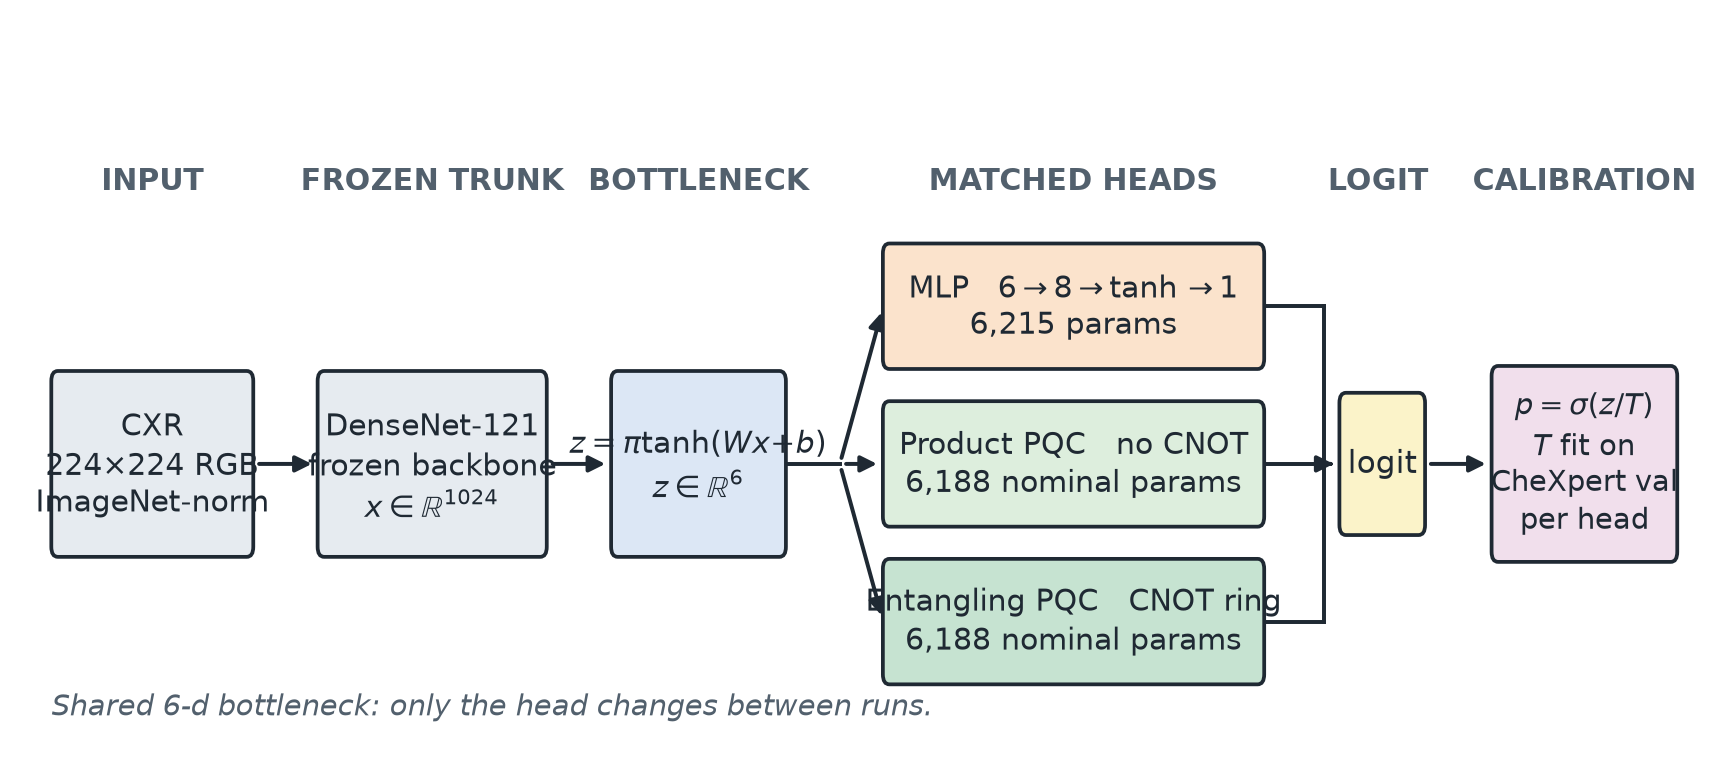 INPUT
FROZEN TRUNK
BOTTLENECK
MATCHED HEADS
LOGIT
CALIBRATION
CXR
224×224 RGB
ImageNet-norm
DenseNet-121
frozen backbone
x ∈ ℝ¹⁰²⁴
z = πtanh(Wx+b)
z ∈ ℝ⁶
MLP 6→8→tanh →1
6,215 params
Product PQC no CNOT
6,188 nominal params
Entangling PQC CNOT ring
6,188 nominal params
logit
p = σ(z/T)
T fit on
CheXpert val
per head
Shared 6-d bottleneck: only the head changes between runs.